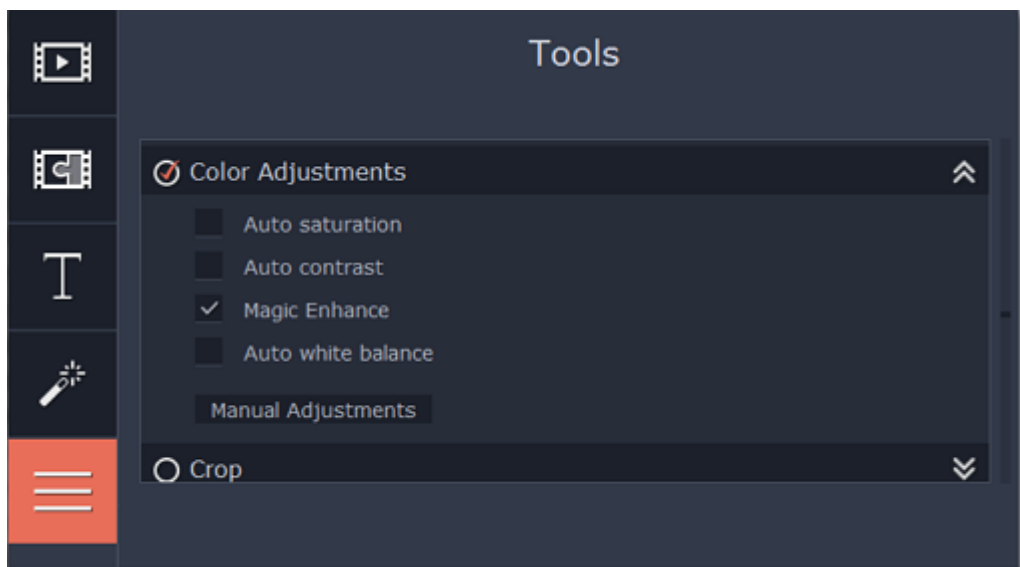 Tools
Color Adjustments
Auto saturation
Auto contrast
Magic Enhance
Auto white balance
Manual Adjustments
Crop
T